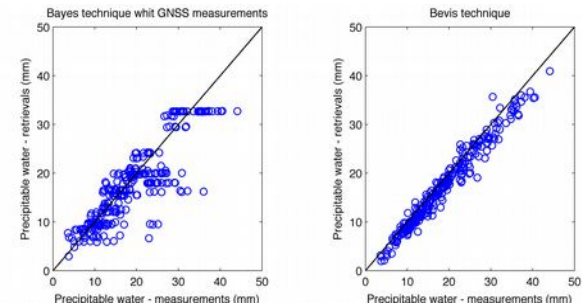 Bayes technique whit GNSS measurements
Precipitable water - retrievals (mm)
50
40
30
20
10
0
0 10 20 30 40 50
Precipitable water - measurements (mm)
Bevis technique
Precipitable water - retrievals (mm)
50
40
30
20
10
0
0 10 20 30 40 50
Precipitable water - measurements (mm)